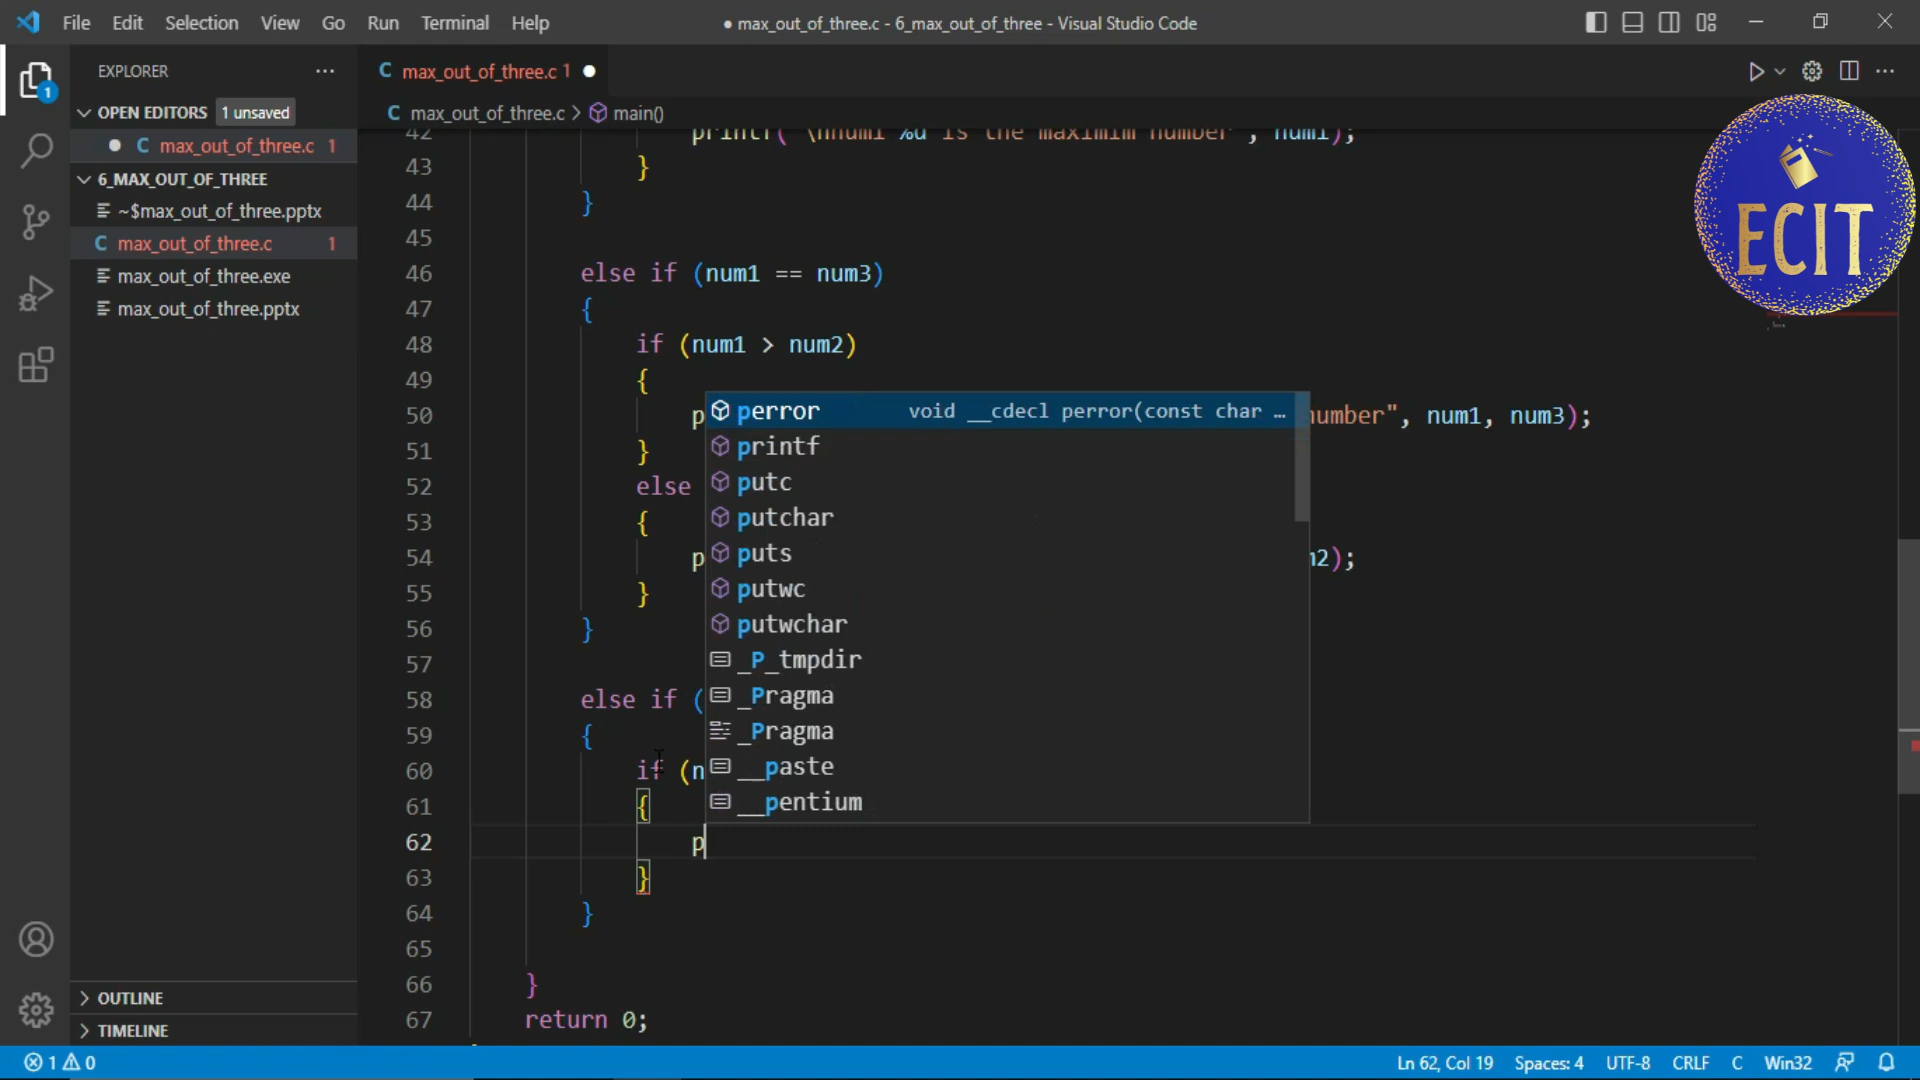 File Edit Selection View Go Run Terminal Help
● max_out_of_three.c - 6_max_out_of_three - Visual Studio Code
EXPLORER ...
OPEN EDITORS 1 unsaved
C max_out_of_three.c 1
6_MAX_OUT_OF_THREE
~$max_out_of_three.pptx
C max_out_of_three.c 1
max_out_of_three.exe
max_out_of_three.pptx
OUTLINE
TIMELINE
1
C max_out_of_three.c 1 ●
C max_out_of_three.c > main()
ECIT
42 printf("\nnum1 %d is the maximim number", num1);
43 }
44 }
45
46 else if (num1 == num3)
47 {
48 if (num1 > num2)
49 {
50 p number", num1, num3);
51 }
52 else
53 {
54 p m2);
55 }
56 }
57
58 else if (
59 {
60 if (n
61 {
62 p
63 }
64 }
65
66 }
67 return 0;
perror void __cdecl perror(const char …
printf
putc
putchar
puts
putwc
putwchar
_P_tmpdir
_Pragma
_Pragma
__paste
__pentium
1 0 Ln 62, Col 19 Spaces: 4 UTF-8 CRLF C Win32